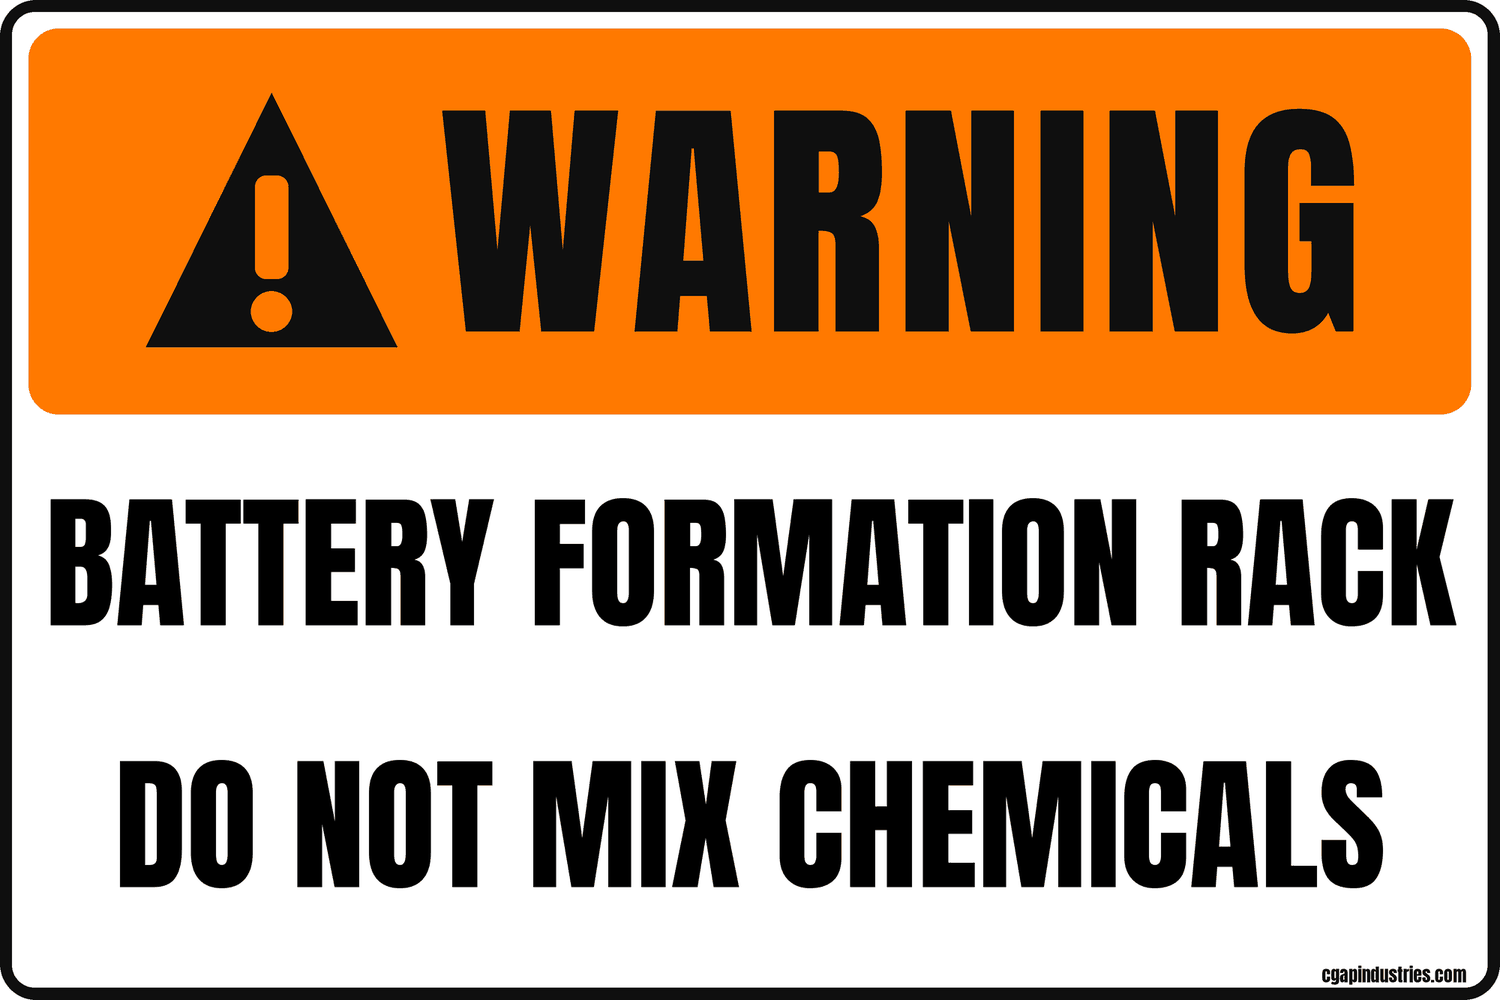 WARNING
BATTERY FORMATION RACK
DO NOT MIX CHEMICALS
cgapindustries.com